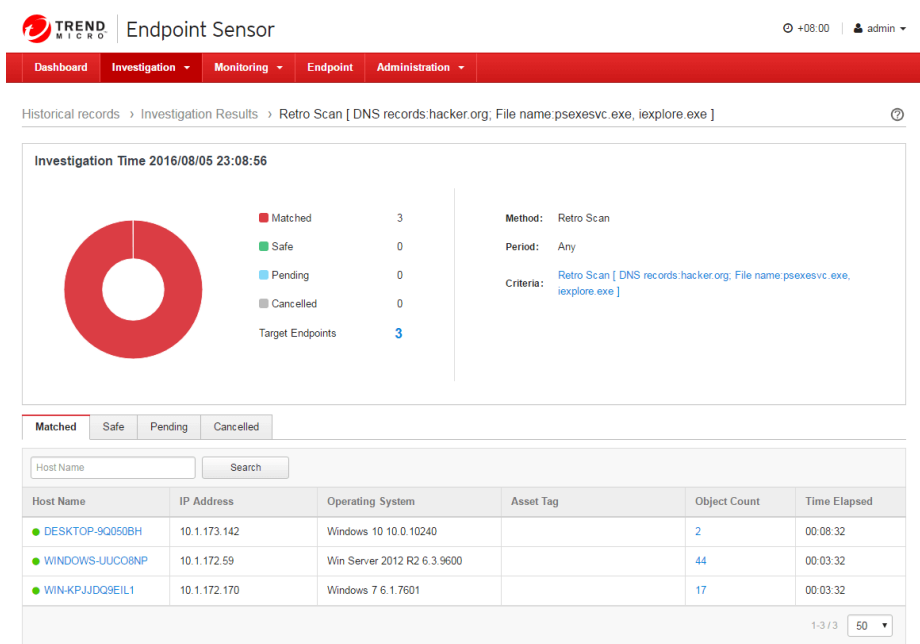 TREND MICRO Endpoint Sensor +08:00 admin
Dashboard Investigation Monitoring Endpoint Administration
Historical records › Investigation Results › Retro Scan [ DNS records:hacker.org; File name:psexesvc.exe, iexplore.exe ] ?
Investigation Time 2016/08/05 23:08:56
Matched 3
Safe 0
Pending 0
Cancelled 0
Target Endpoints 3
Method: Retro Scan
Period: Any
Criteria: Retro Scan [ DNS records:hacker.org; File name:psexesvc.exe,
iexplore.exe ]
Matched Safe Pending Cancelled
Host Name Search
Host Name IP Address Operating System Asset Tag Object Count Time Elapsed
DESKTOP-9Q050BH 10.1.173.142 Windows 10 10.0.10240 2 00:08:32
WINDOWS-UUCO8NP 10.1.172.59 Win Server 2012 R2 6.3.9600 44 00:03:32
WIN-KPJJDQ9EIL1 10.1.172.170 Windows 7 6.1.7601 17 00:03:32
1-3 / 3 50